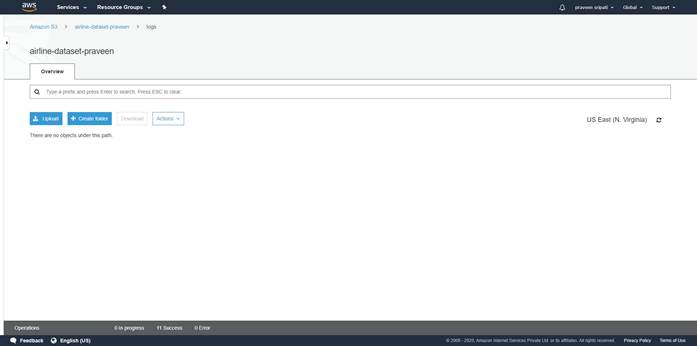 aws Services Resource Groups praveen sripati Global Support
Amazon S3 airline-dataset-praveen logs
airline-dataset-praveen
Overview
Type a prefix and press Enter to search. Press ESC to clear.
Upload + Create folder Download Actions US East (N. Virginia)
There are no objects under this path.
Operations 0 In progress 11 Success 0 Error
Feedback English (US) © 2008 - 2020, Amazon Internet Services Private Ltd. or its affiliates. All rights reserved. Privacy Policy Terms of Use